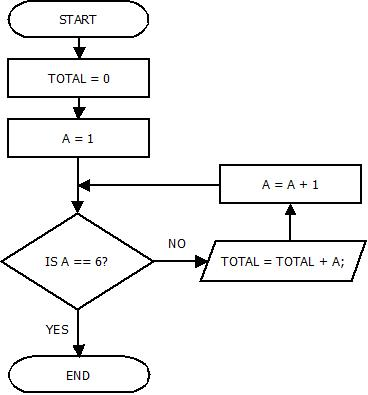 START
TOTAL = 0
A = 1
A = A + 1
IS A == 6?
NO
TOTAL = TOTAL + A;
YES
END